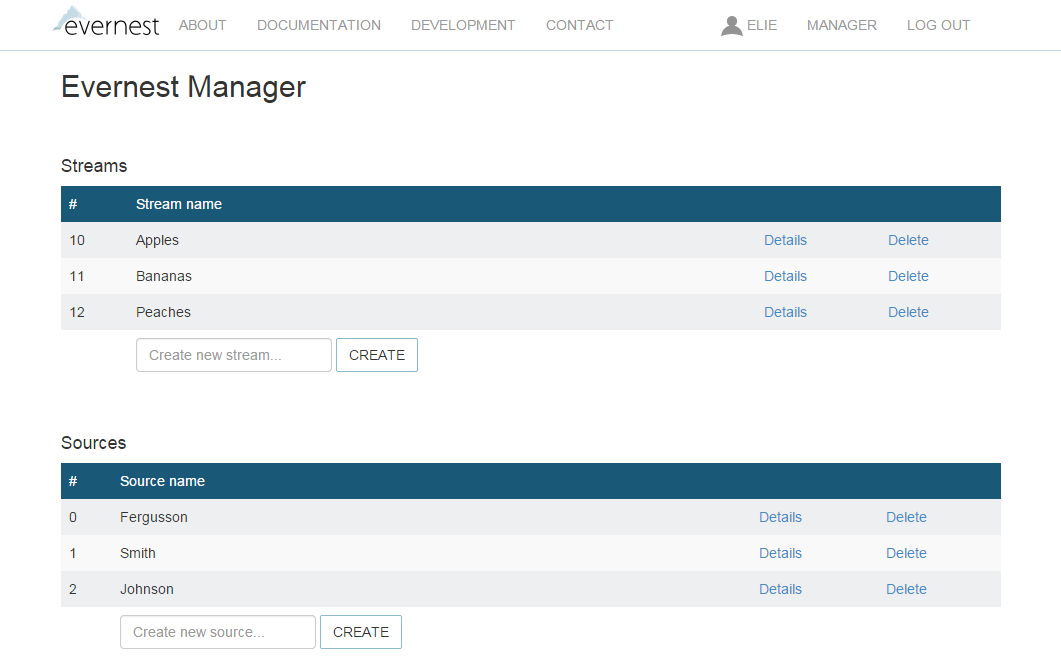 evernest ABOUT DOCUMENTATION DEVELOPMENT CONTACT ELIE MANAGER LOG OUT
Evernest Manager
Streams
# Stream name
10 Apples Details Delete
11 Bananas Details Delete
12 Peaches Details Delete
Create new stream... CREATE
Sources
# Source name
0 Fergusson Details Delete
1 Smith Details Delete
2 Johnson Details Delete
Create new source... CREATE